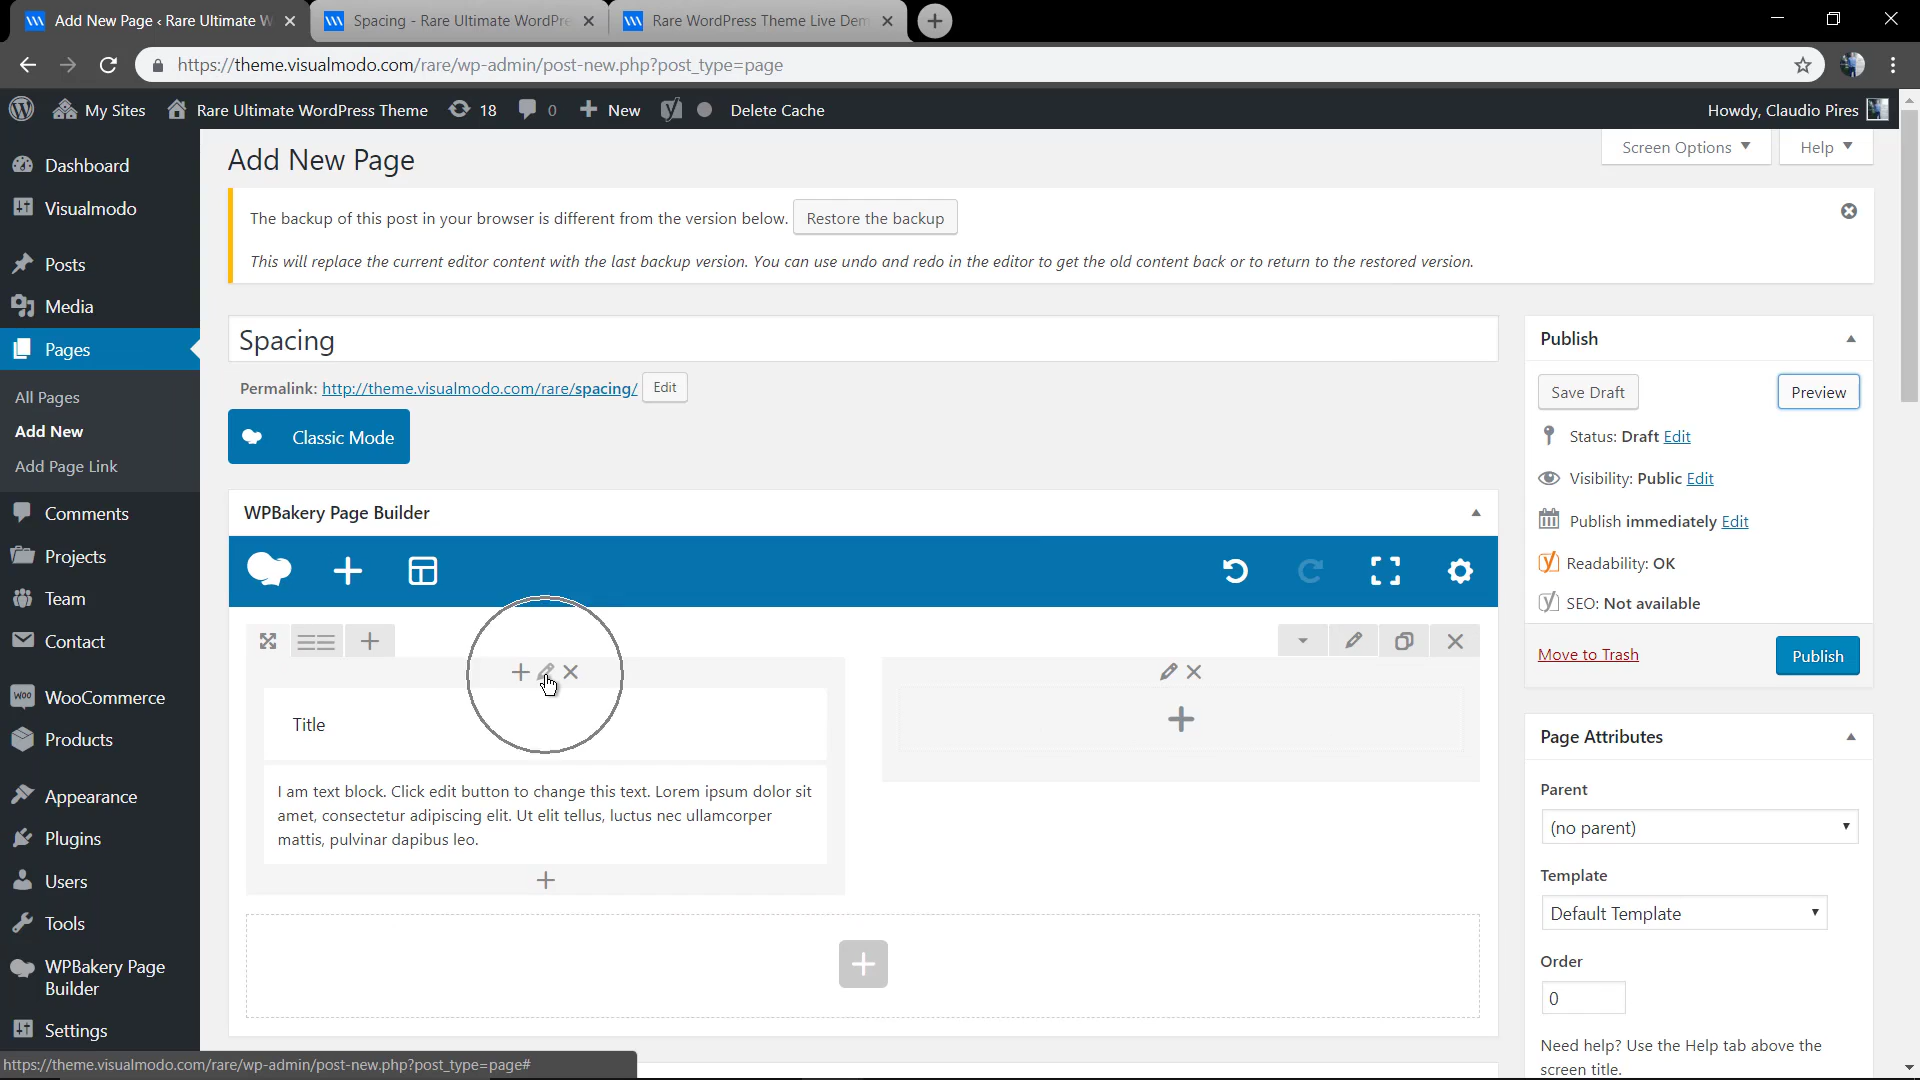 Add New Page ‹ Rare Ultimate W
Spacing - Rare Ultimate WordPre
Rare WordPress Theme Live Dem
https://theme.visualmodo.com/rare/wp-admin/post-new.php?post_type=page
My Sites
Rare Ultimate WordPress Theme
18
0
New
Delete Cache
Howdy, Claudio Pires
Dashboard
Visualmodo
Posts
Media
Pages
All Pages
Add New
Add Page Link
Comments
Projects
Team
Contact
WooCommerce
Products
Appearance
Plugins
Users
Tools
WPBakery Page
Builder
Settings
Add New Page
Screen Options
Help
The backup of this post in your browser is different from the version below.
Restore the backup
This will replace the current editor content with the last backup version. You can use undo and redo in the editor to get the old content back or to return to the restored version.
Spacing
Permalink: http://theme.visualmodo.com/rare/spacing/
Edit
Classic Mode
WPBakery Page Builder
Title
I am text block. Click edit button to change this text. Lorem ipsum dolor sit
amet, consectetur adipiscing elit. Ut elit tellus, luctus nec ullamcorper
mattis, pulvinar dapibus leo.
Publish
Save Draft
Preview
Status: Draft Edit
Visibility: Public Edit
Publish immediately Edit
Readability: OK
SEO: Not available
Move to Trash
Publish
Page Attributes
Parent
(no parent)
Template
Default Template
Order
0
Need help? Use the Help tab above the
screen title.
https://theme.visualmodo.com/rare/wp-admin/post-new.php?post_type=page#